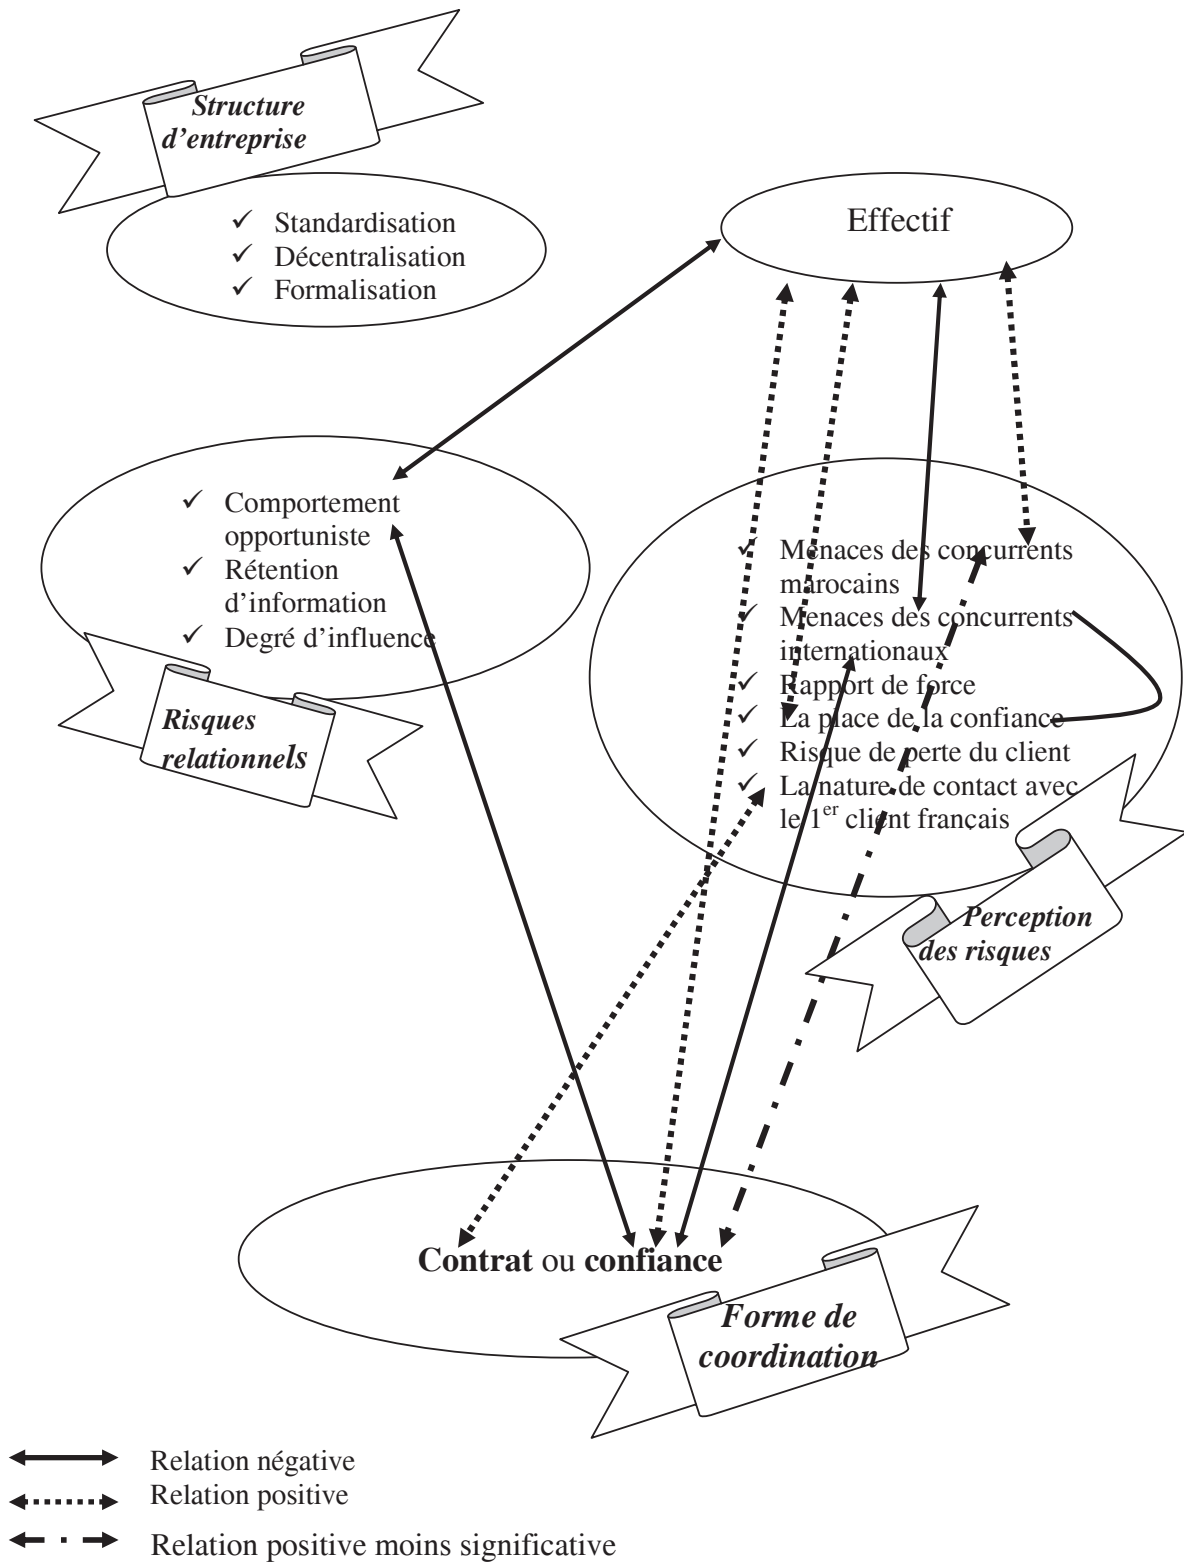 Structure
d'entreprise
✓ Standardisation
✓ Décentralisation
✓ Formalisation
Effectif
✓ Comportement
opportuniste
✓ Rétention
d'information
✓ Degré d'influence
Risques
relationnels
✓ Menaces des concurrents
marocains
✓ Menaces des concurrents
internationaux
✓ Rapport de force
✓ La place de la confiance
✓ Risque de perte du client
✓ La nature de contact avec
le 1er client français
Perception
des risques
Contrat ou confiance
Forme de
coordination
Relation négative
Relation positive
Relation positive moins significative